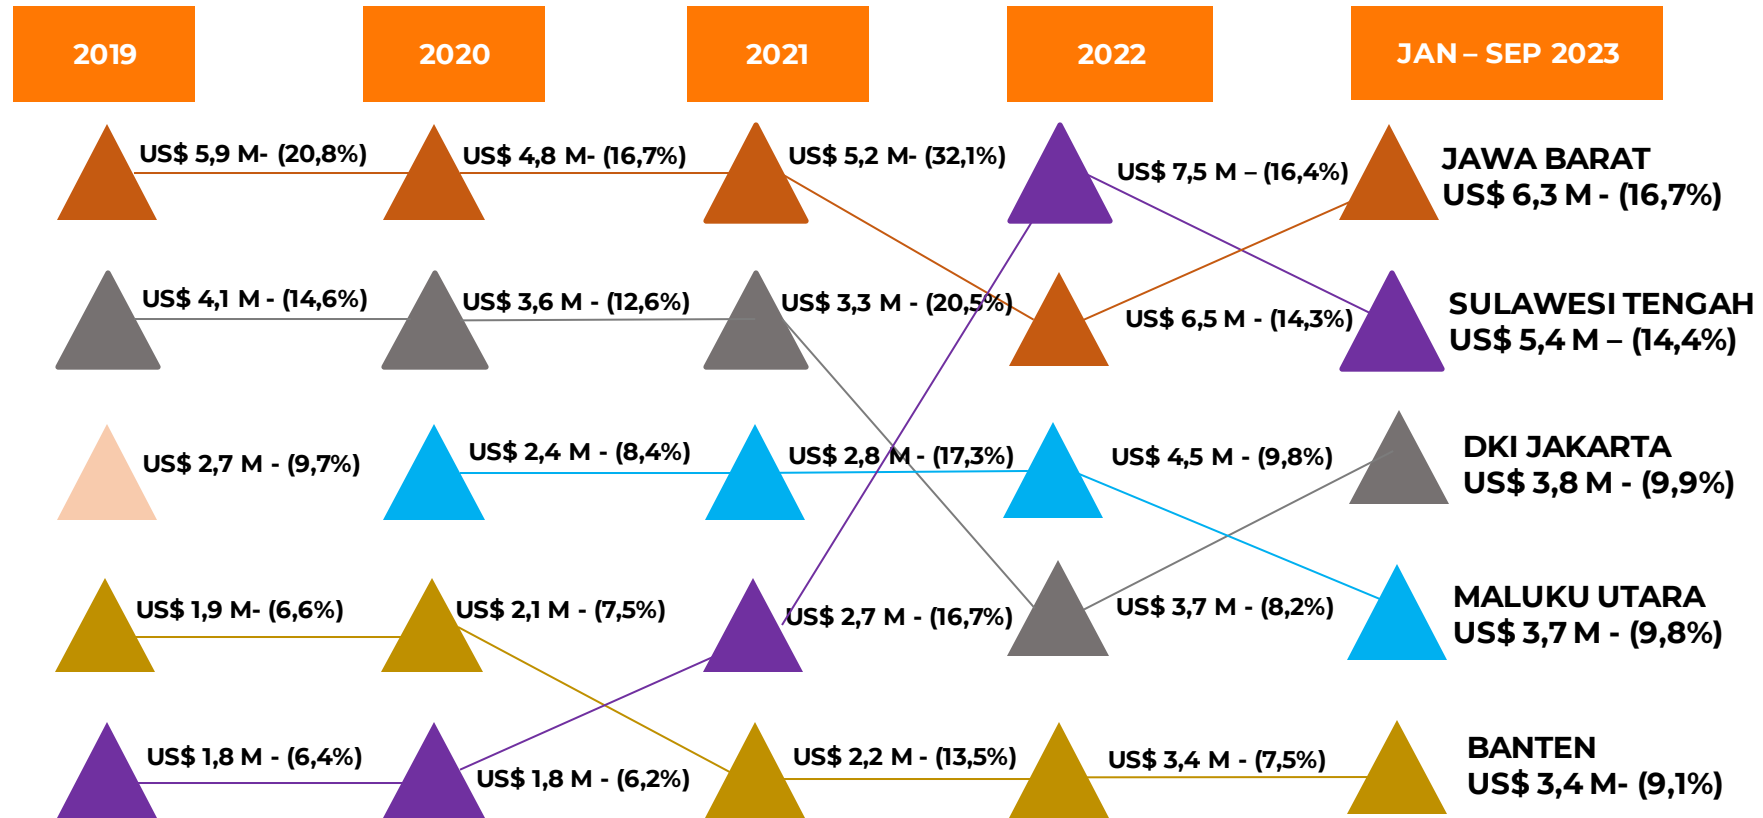 2019
2020
2021
2022
JAN – SEP 2023
US$ 5,9 M- (20,8%)
US$ 4,8 M- (16,7%)
US$ 5,2 M- (32,1%)
US$ 7,5 M – (16,4%)
JAWA BARAT
US$ 6,3 M - (16,7%)
US$ 4,1 M - (14,6%)
US$ 3,6 M - (12,6%)
US$ 3,3 M - (20,5%)
US$ 6,5 M - (14,3%)
SULAWESI TENGAH
US$ 5,4 M – (14,4%)
US$ 2,7 M - (9,7%)
US$ 2,4 M - (8,4%)
US$ 2,8 M - (17,3%)
US$ 4,5 M - (9,8%)
DKI JAKARTA
US$ 3,8 M - (9,9%)
US$ 1,9 M- (6,6%)
US$ 2,1 M - (7,5%)
US$ 2,7 M - (16,7%)
US$ 3,7 M - (8,2%)
MALUKU UTARA
US$ 3,7 M - (9,8%)
US$ 1,8 M - (6,4%)
US$ 1,8 M - (6,2%)
US$ 2,2 M - (13,5%)
US$ 3,4 M - (7,5%)
BANTEN
US$ 3,4 M- (9,1%)